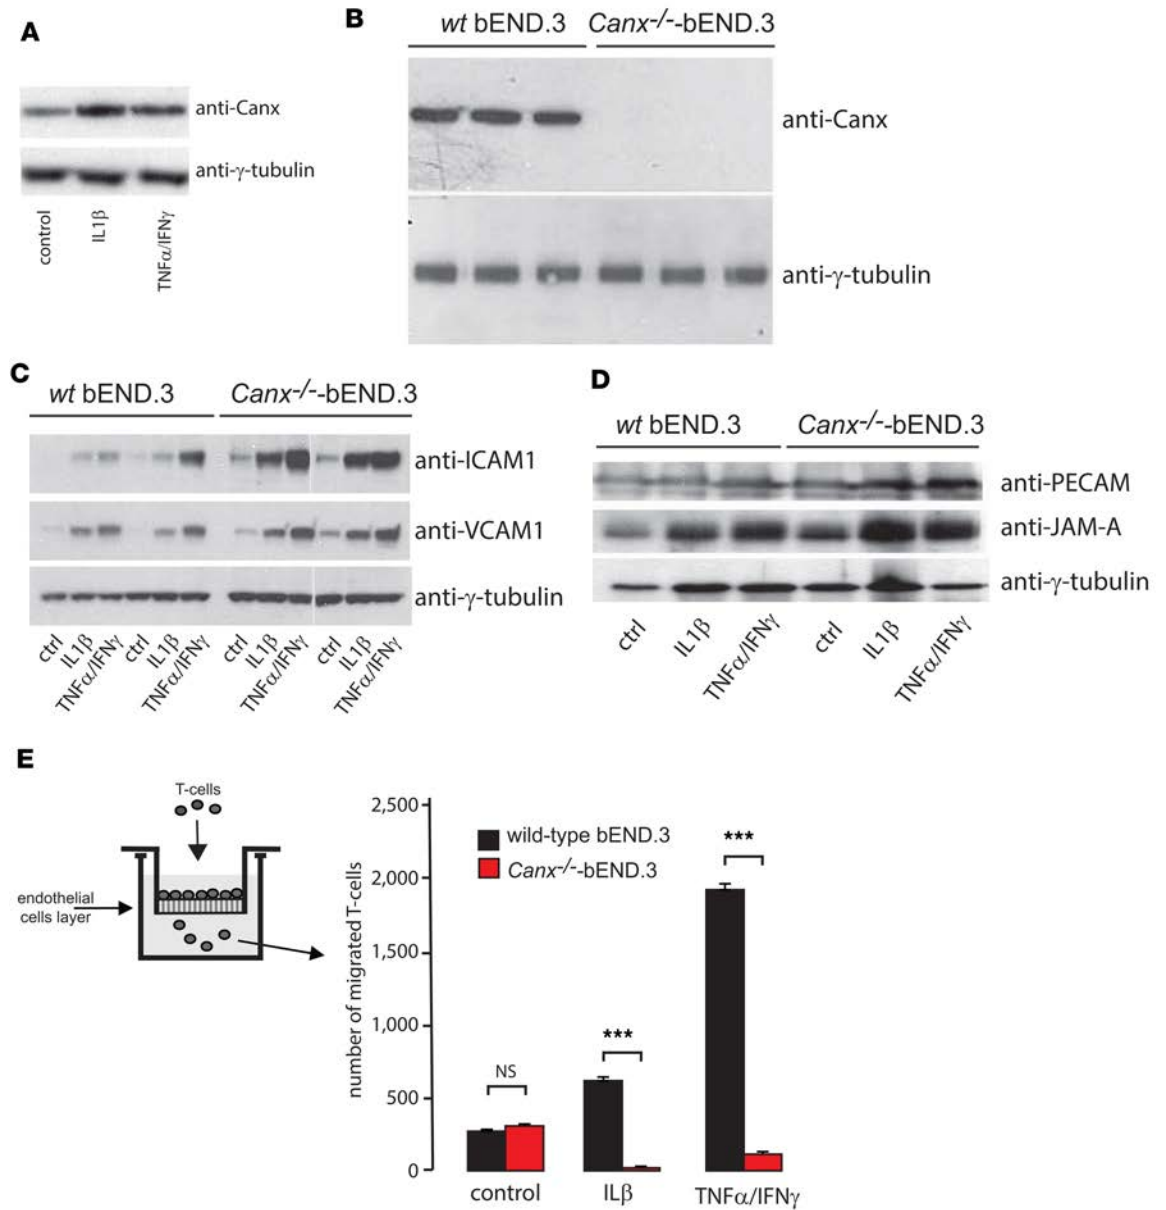 A
anti-Canx
anti-γ-tubulin
control
IL1β
TNFα/IFNγ
B
wt bEND.3 Canx-/--bEND.3
anti-Canx
anti-γ-tubulin
C
wt bEND.3 Canx-/--bEND.3
anti-ICAM1
anti-VCAM1
anti-γ-tubulin
ctrl IL1β TNFα/IFNγ ctrl IL1β TNFα/IFNγ ctrl IL1β TNFα/IFNγ ctrl IL1β TNFα/IFNγ
D
wt bEND.3 Canx-/--bEND.3
anti-PECAM
anti-JAM-A
anti-γ-tubulin
ctrl IL1β TNFα/IFNγ ctrl IL1β TNFα/IFNγ
E
T-cells
endothelial
cells layer
number of migrated T-cells
2,500
2,000
1,500
1,000
500
0
wild-type bEND.3
Canx-/--bEND.3
NS
***
***
control ILβ TNFα/IFNγ